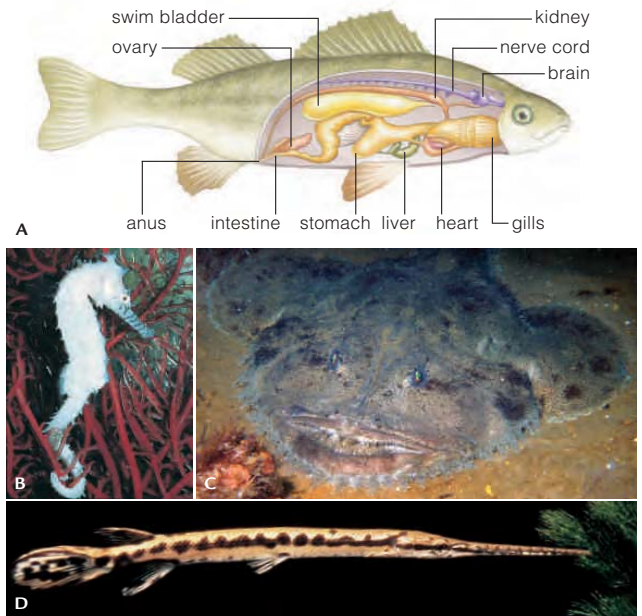 swim bladder kidney
ovary nerve cord
brain
A anus intestine stomach liver heart gills
B C
D